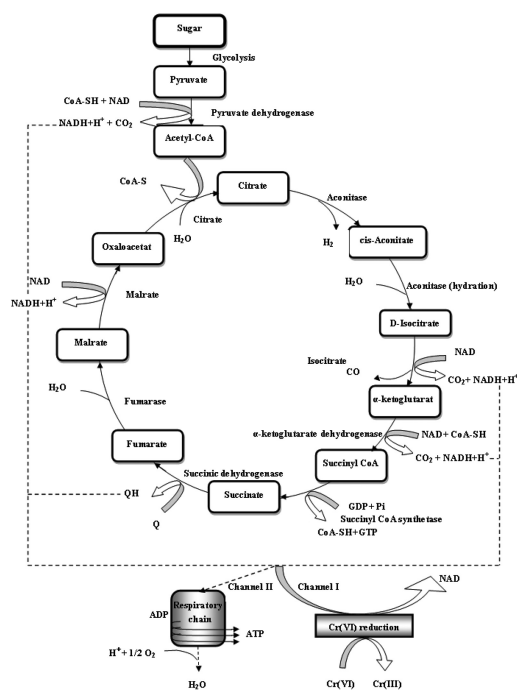 Sugar
Glycolysis
Pyruvate
CoA-SH + NAD
Pyruvate dehydrogenase
NADH+H+ + CO2
Acetyl-CoA
CoA-S
Citrate
Aconitase
Citrate
H2O
H2
Oxaloacetat
cis-Aconitate
NAD
H2O
Aconitase (hydration)
Malrate
NADH+H+
D-Isocitrate
Malrate
Isocitrate
NAD
CO
CO2+ NADH+H+
H2O
Fumarase
α-ketoglutarat
α-ketoglutarate dehydrogenase
NAD+ CoA-SH
Fumarate
CO2 + NADH+H+
Succinyl CoA
Succinic dehydrogenase
QH
Succinate
GDP+ Pi
Q
Succinyl CoA synthetase
CoA-SH+GTP
Channel II
Channel I
NAD
Respiratory
chain
ADP
ATP
Cr(VI) reduction
H++ 1/2 O2
H2O
Cr(VI)
Cr(III)